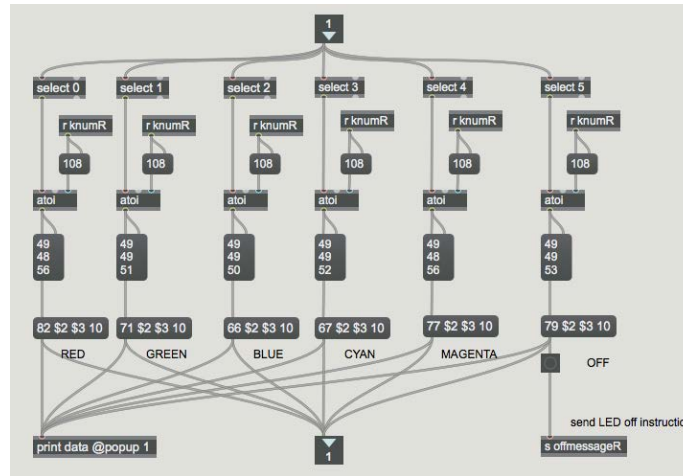 1
select 0
select 1
select 2
select 3
select 4
select 5
r knumR
r knumR
r knumR
r knumR
r knumR
r knumR
108
108
108
108
108
108
atoi
atoi
atoi
atoi
atoi
atoi
49
48
56
49
49
51
49
49
50
49
49
52
49
48
56
49
49
53
82 $2 $3 10
71 $2 $3 10
66 $2 $3 10
67 $2 $3 10
77 $2 $3 10
79 $2 $3 10
RED
GREEN
BLUE
CYAN
MAGENTA
OFF
send LED off instructio
print data @popup 1
1
s offmessageR